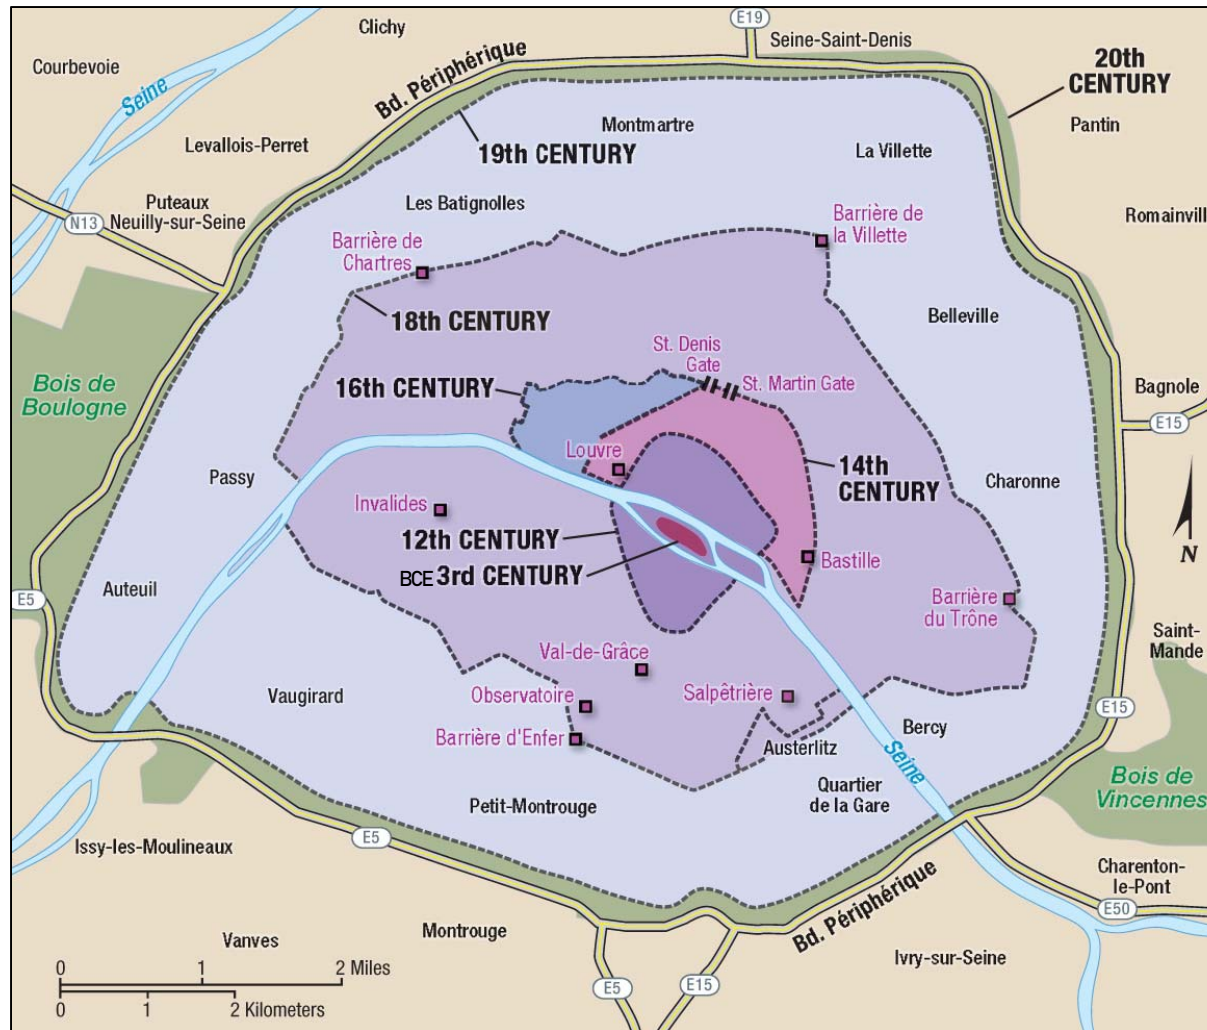 E19
Clichy
Seine-Saint-Denis
Courbevoie
Seine
Bd. Périphérique
20th
CENTURY
Montmartre
Pantin
Levallois-Perret
19th CENTURY
La Villette
Puteaux
Neuilly-sur-Seine
N13
Les Batignolles
Barrière de
la Villette
Romainvill
Barrière de
Chartres
18th CENTURY
Belleville
St. Denis
Gate
St. Martin Gate
16th CENTURY
Bois de
Boulogne
Bagnole
E15
Louvre
14th
CENTURY
Passy
Charonne
Invalides
12th CENTURY
N
BCE 3rd CENTURY
Bastille
Auteuil
E5
Barrière
du Trône
Saint-
Mande
Val-de-Grâce
Vaugirard
Observatoire
Salpêtrière
E15
Barrière d'Enfer
Austerlitz
Bercy
Seine
Bois de
Vincennes
Petit-Montrouge
Quartier
de la Gare
E5
Issy-les-Moulineaux
Charenton-
le-Pont
E50
Bd. Périphérique
Montrouge
Vanves
Ivry-sur-Seine
0 1 2 Miles
0 1 2 Kilometers
E5
E15